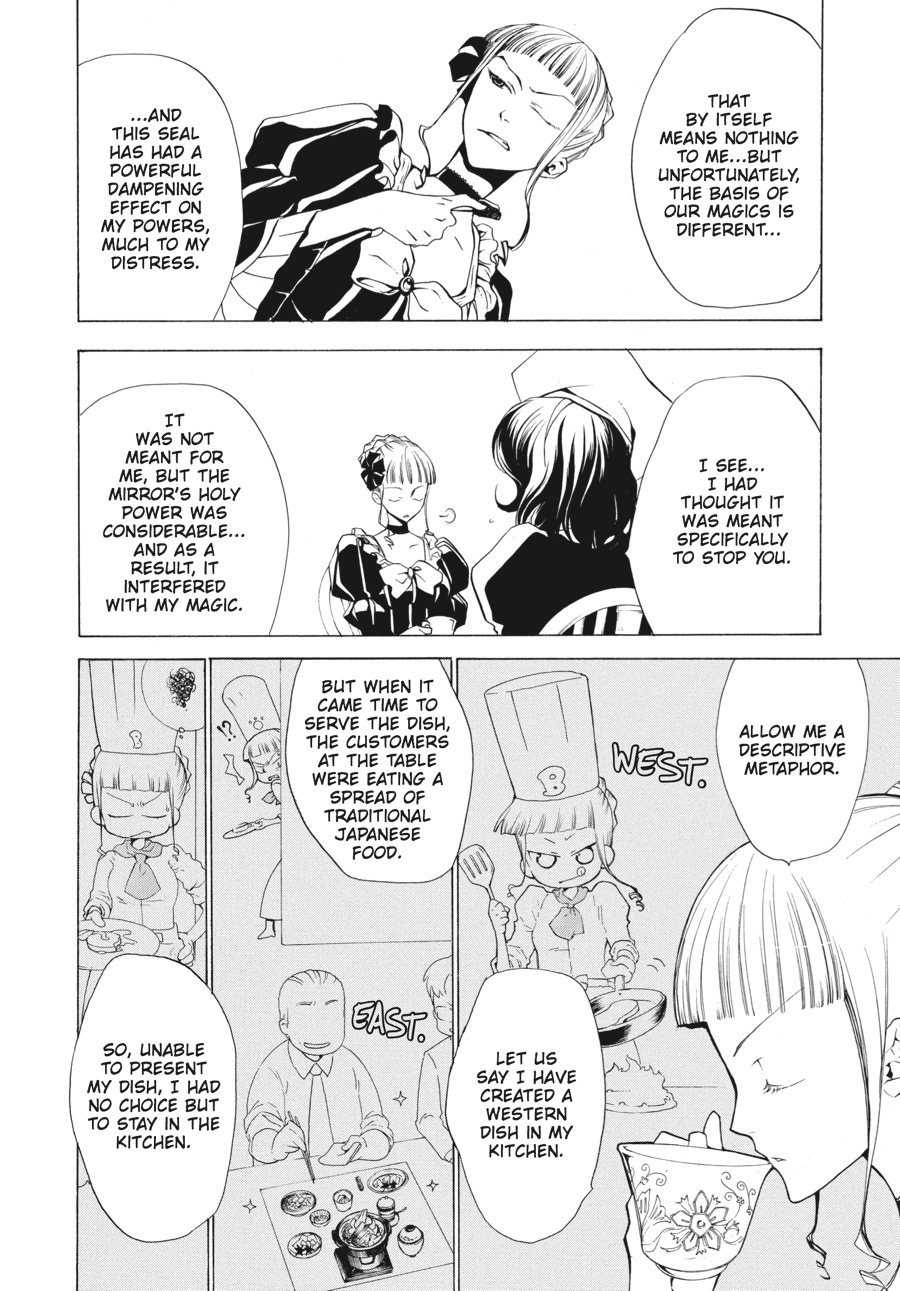 THAT
BY ITSELF
MEANS NOTHING
TO ME...BUT
UNFORTUNATELY,
THE BASIS OF
OUR MAGICS IS
DIFFERENT...
...AND
THIS SEAL
HAS HAD A
POWERFUL
DAMPENING
EFFECT ON
MY POWERS,
MUCH TO MY
DISTRESS.
I SEE...
I HAD
THOUGHT IT
WAS MEANT
SPECIFICALLY
TO STOP YOU.
IT
WAS NOT
MEANT FOR
ME, BUT THE
MIRROR'S HOLY
POWER WAS
CONSIDERABLE...
AND AS A
RESULT, IT
INTERFERED
WITH MY MAGIC.
ALLOW ME A
DESCRIPTIVE
METAPHOR.
WEST.
B
LET US
SAY I HAVE
CREATED A
WESTERN
DISH IN MY
KITCHEN.
BUT WHEN IT
CAME TIME TO
SERVE THE DISH,
THE CUSTOMERS
AT THE TABLE
WERE EATING A
SPREAD OF
TRADITIONAL
JAPANESE
FOOD.
!?
EAST.
B
SO, UNABLE
TO PRESENT
MY DISH, I HAD
NO CHOICE BUT
TO STAY IN THE
KITCHEN.